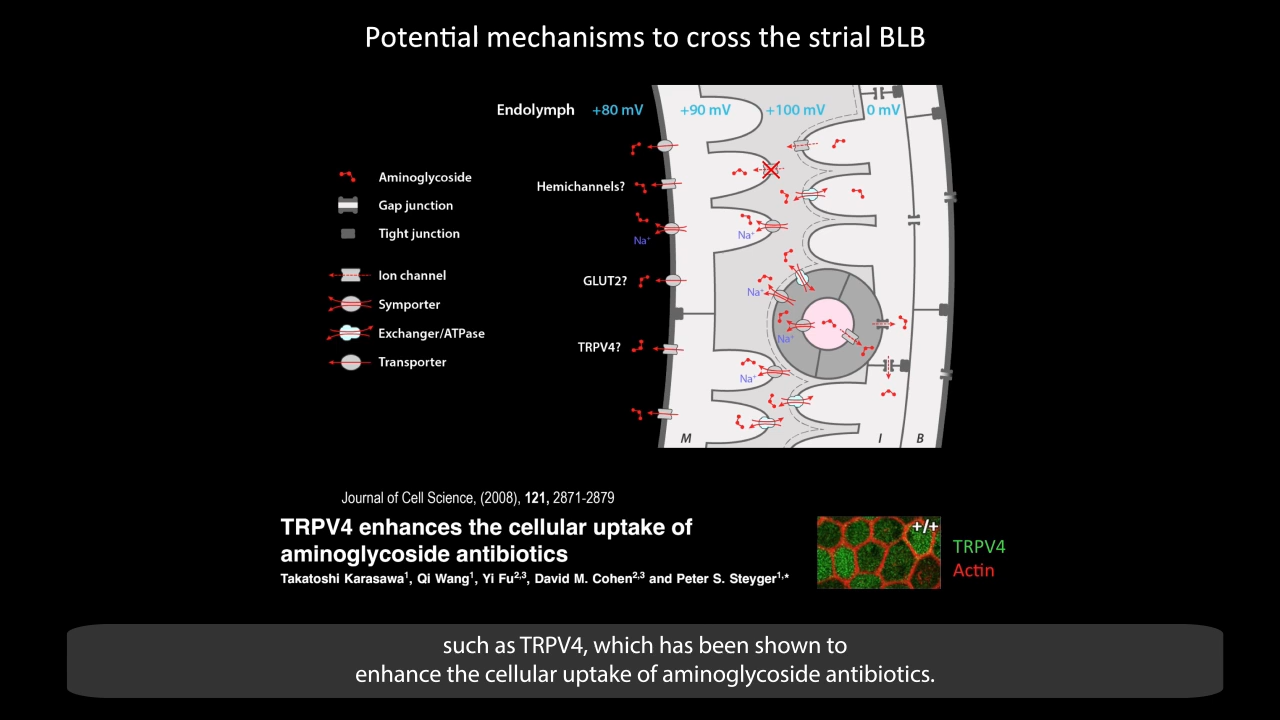 Potential mechanisms to cross the strial BLB
Endolymph +80 mV +90 mV +100 mV 0 mV
Aminoglycoside
Gap junction
Tight junction
Ion channel
Symporter
Exchanger/ATPase
Transporter
Hemichannels?
Na⁺ Na⁺
GLUT2?
Na⁺
Na⁺
TRPV4?
Na⁺
M I B
Journal of Cell Science, (2008), 121, 2871-2879
TRPV4 enhances the cellular uptake of
aminoglycoside antibiotics
Takatoshi Karasawa¹, Qi Wang¹, Yi Fu²,³, David M. Cohen²,³ and Peter S. Steyger¹,*
+/+
TRPV4
Actin
such as TRPV4, which has been shown to
enhance the cellular uptake of aminoglycoside antibiotics.